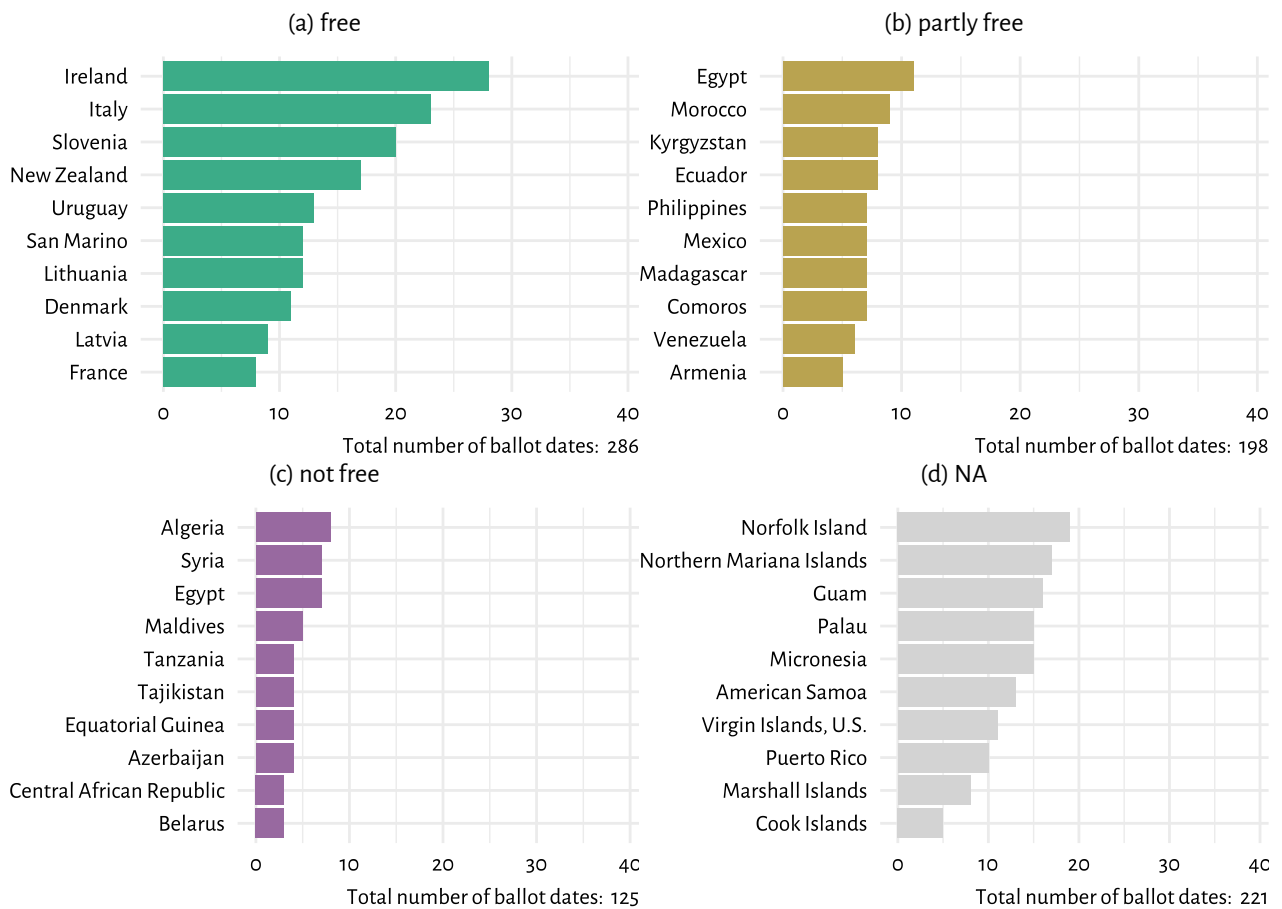 (a) free
Ireland
Italy
Slovenia
New Zealand
Uruguay
San Marino
Lithuania
Denmark
Latvia
France
0 10 20 30 40
Total number of ballot dates: 286
(b) partly free
Egypt
Morocco
Kyrgyzstan
Ecuador
Philippines
Mexico
Madagascar
Comoros
Venezuela
Armenia
0 10 20 30 40
Total number of ballot dates: 198
(c) not free
Algeria
Syria
Egypt
Maldives
Tanzania
Tajikistan
Equatorial Guinea
Azerbaijan
Central African Republic
Belarus
0 10 20 30 40
Total number of ballot dates: 125
(d) NA
Norfolk Island
Northern Mariana Islands
Guam
Palau
Micronesia
American Samoa
Virgin Islands, U.S.
Puerto Rico
Marshall Islands
Cook Islands
0 10 20 30 40
Total number of ballot dates: 221